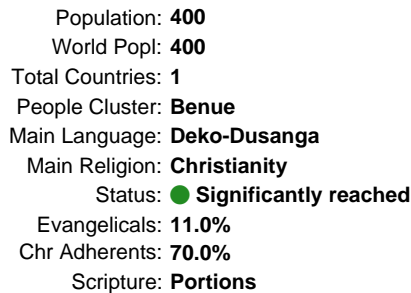 Population: 400
World Popl: 400
Total Countries: 1
People Cluster: Benue
Main Language: Deko-Dusanga
Main Religion: Christianity
Status: Significantly reached
Evangelicals: 11.0%
Chr Adherents: 70.0%
Scripture: Portions